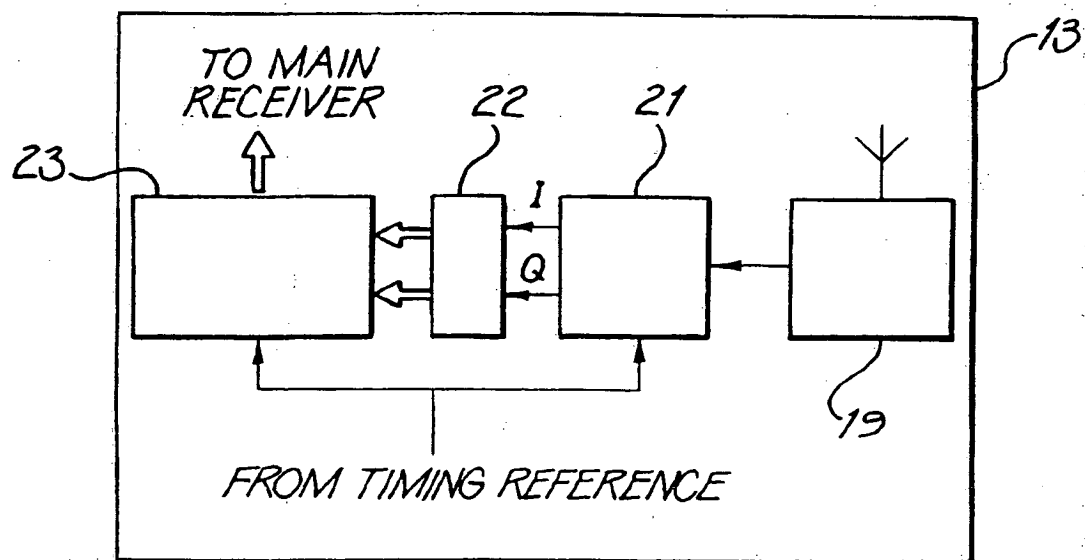 TO MAIN
RECEIVER
13
22
21
23
I
Q
19
FROM TIMING REFERENCE